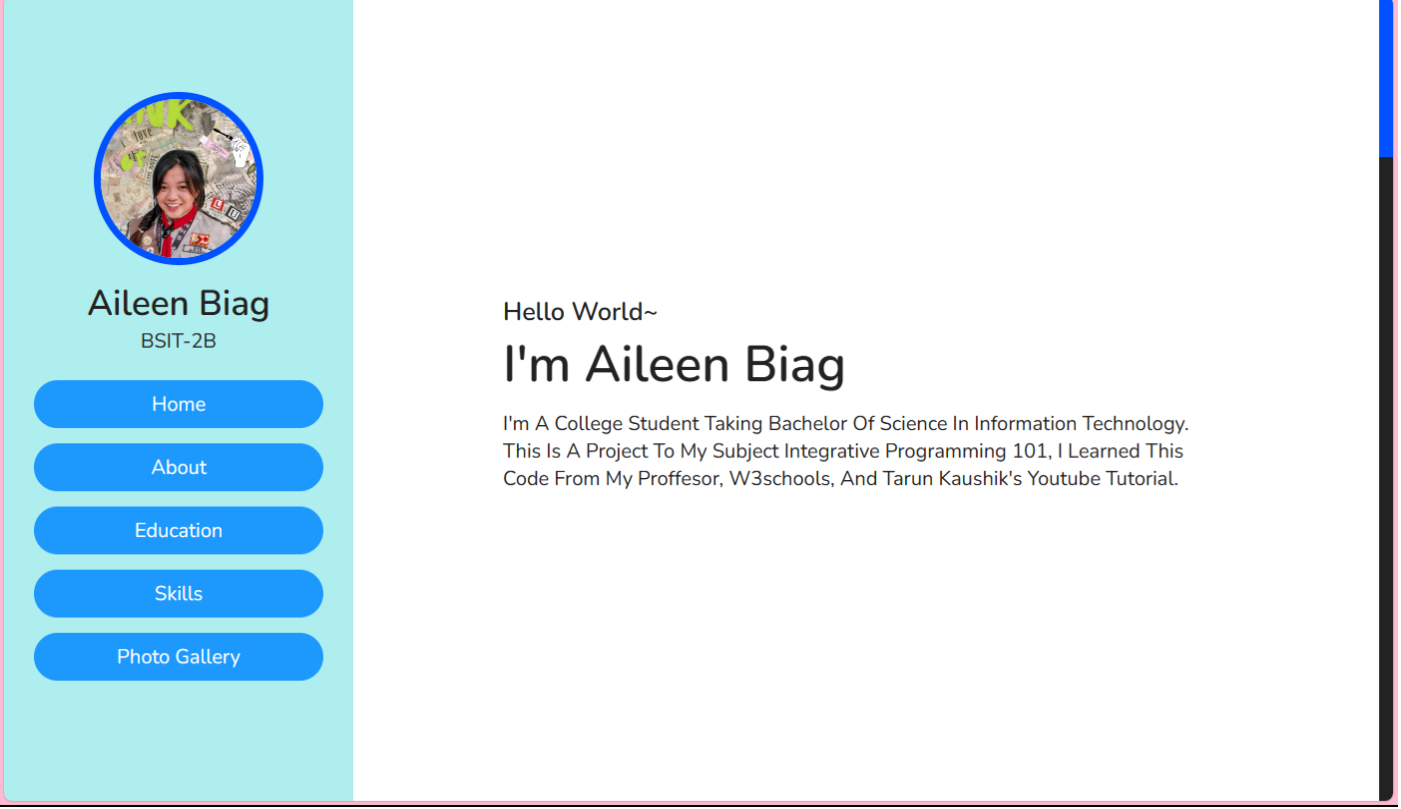 Aileen Biag
BSIT-2B
Home
About
Education
Skills
Photo Gallery
Hello World~
I'm Aileen Biag
I'm A College Student Taking Bachelor Of Science In Information Technology.
This Is A Project To My Subject Integrative Programming 101, I Learned This
Code From My Proffesor, W3schools, And Tarun Kaushik's Youtube Tutorial.